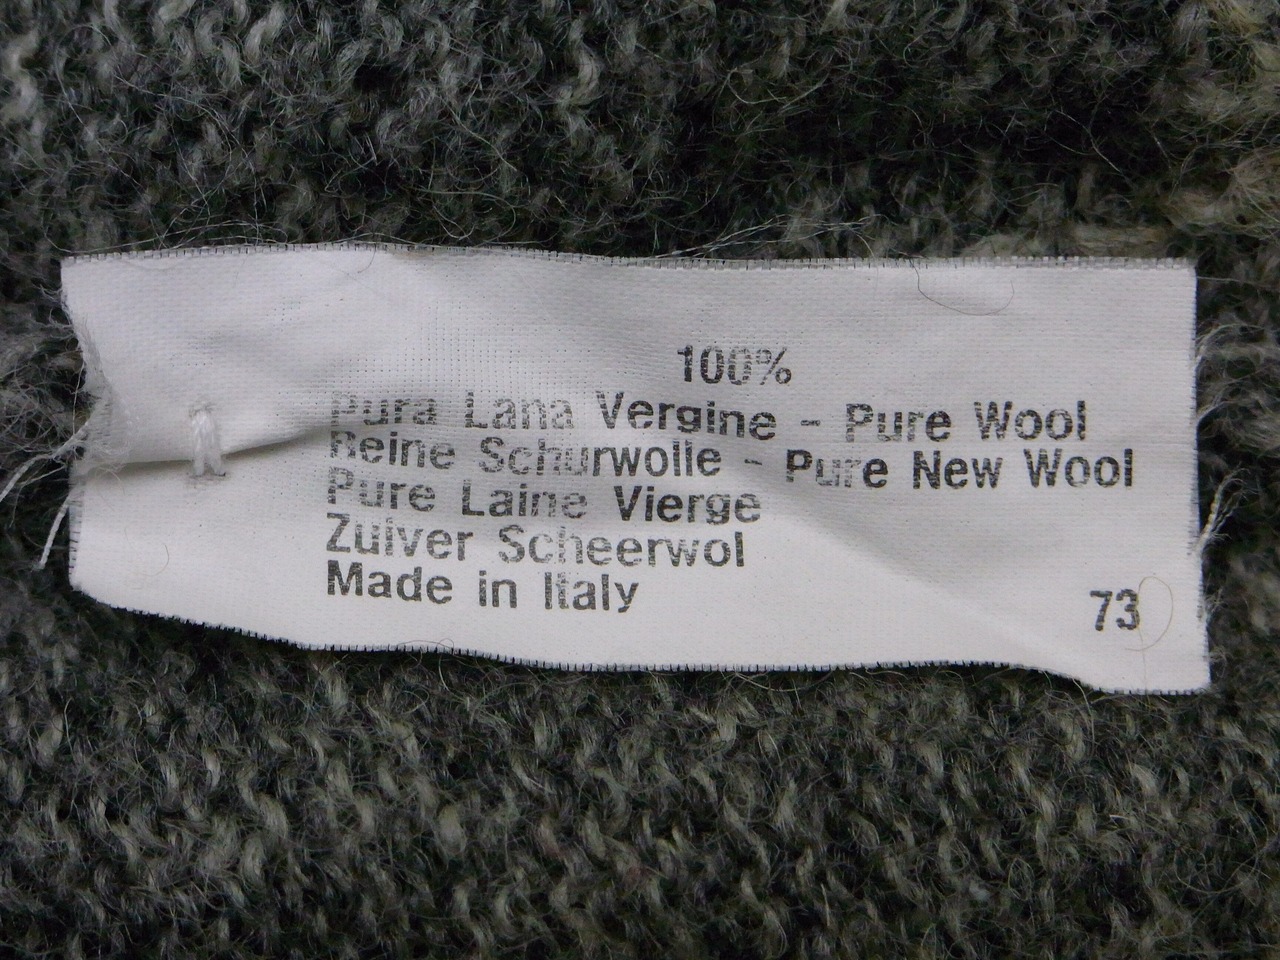 100%
Pura Lana Vergine - Pure Wool
Reine Schurwolle - Pure New Wool
Pure Laine Vierge
Zuiver Scheerwol
Made in Italy
73